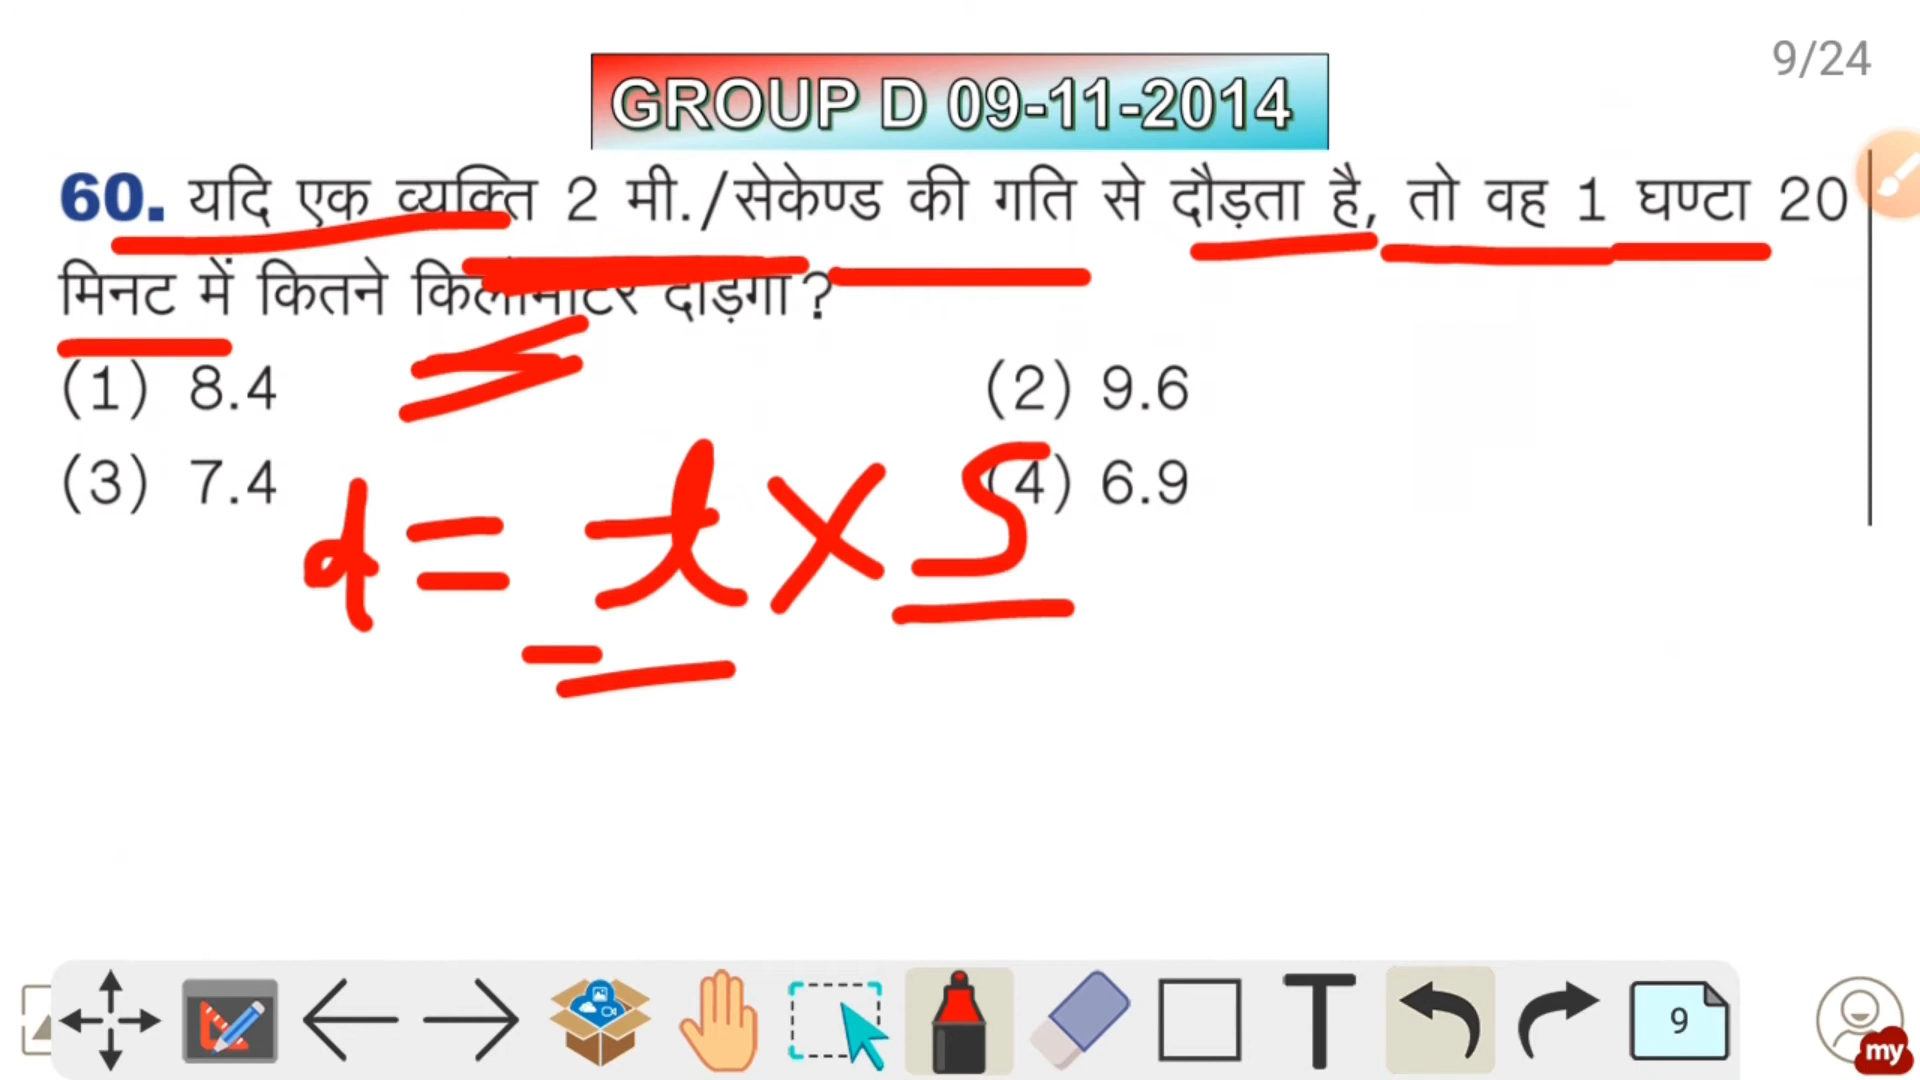 9/24
GROUP D 09-11-2014
60. यदि एक व्यक्ति 2 मी./सेकेण्ड की गति से दौड़ता है, तो वह 1 घण्टा 20
मिनट में कितने किलोमीटर दौड़ेगा?
(1) 8.4 (2) 9.6
(3) 7.4 (4) 6.9
d = t × S
T
9
my